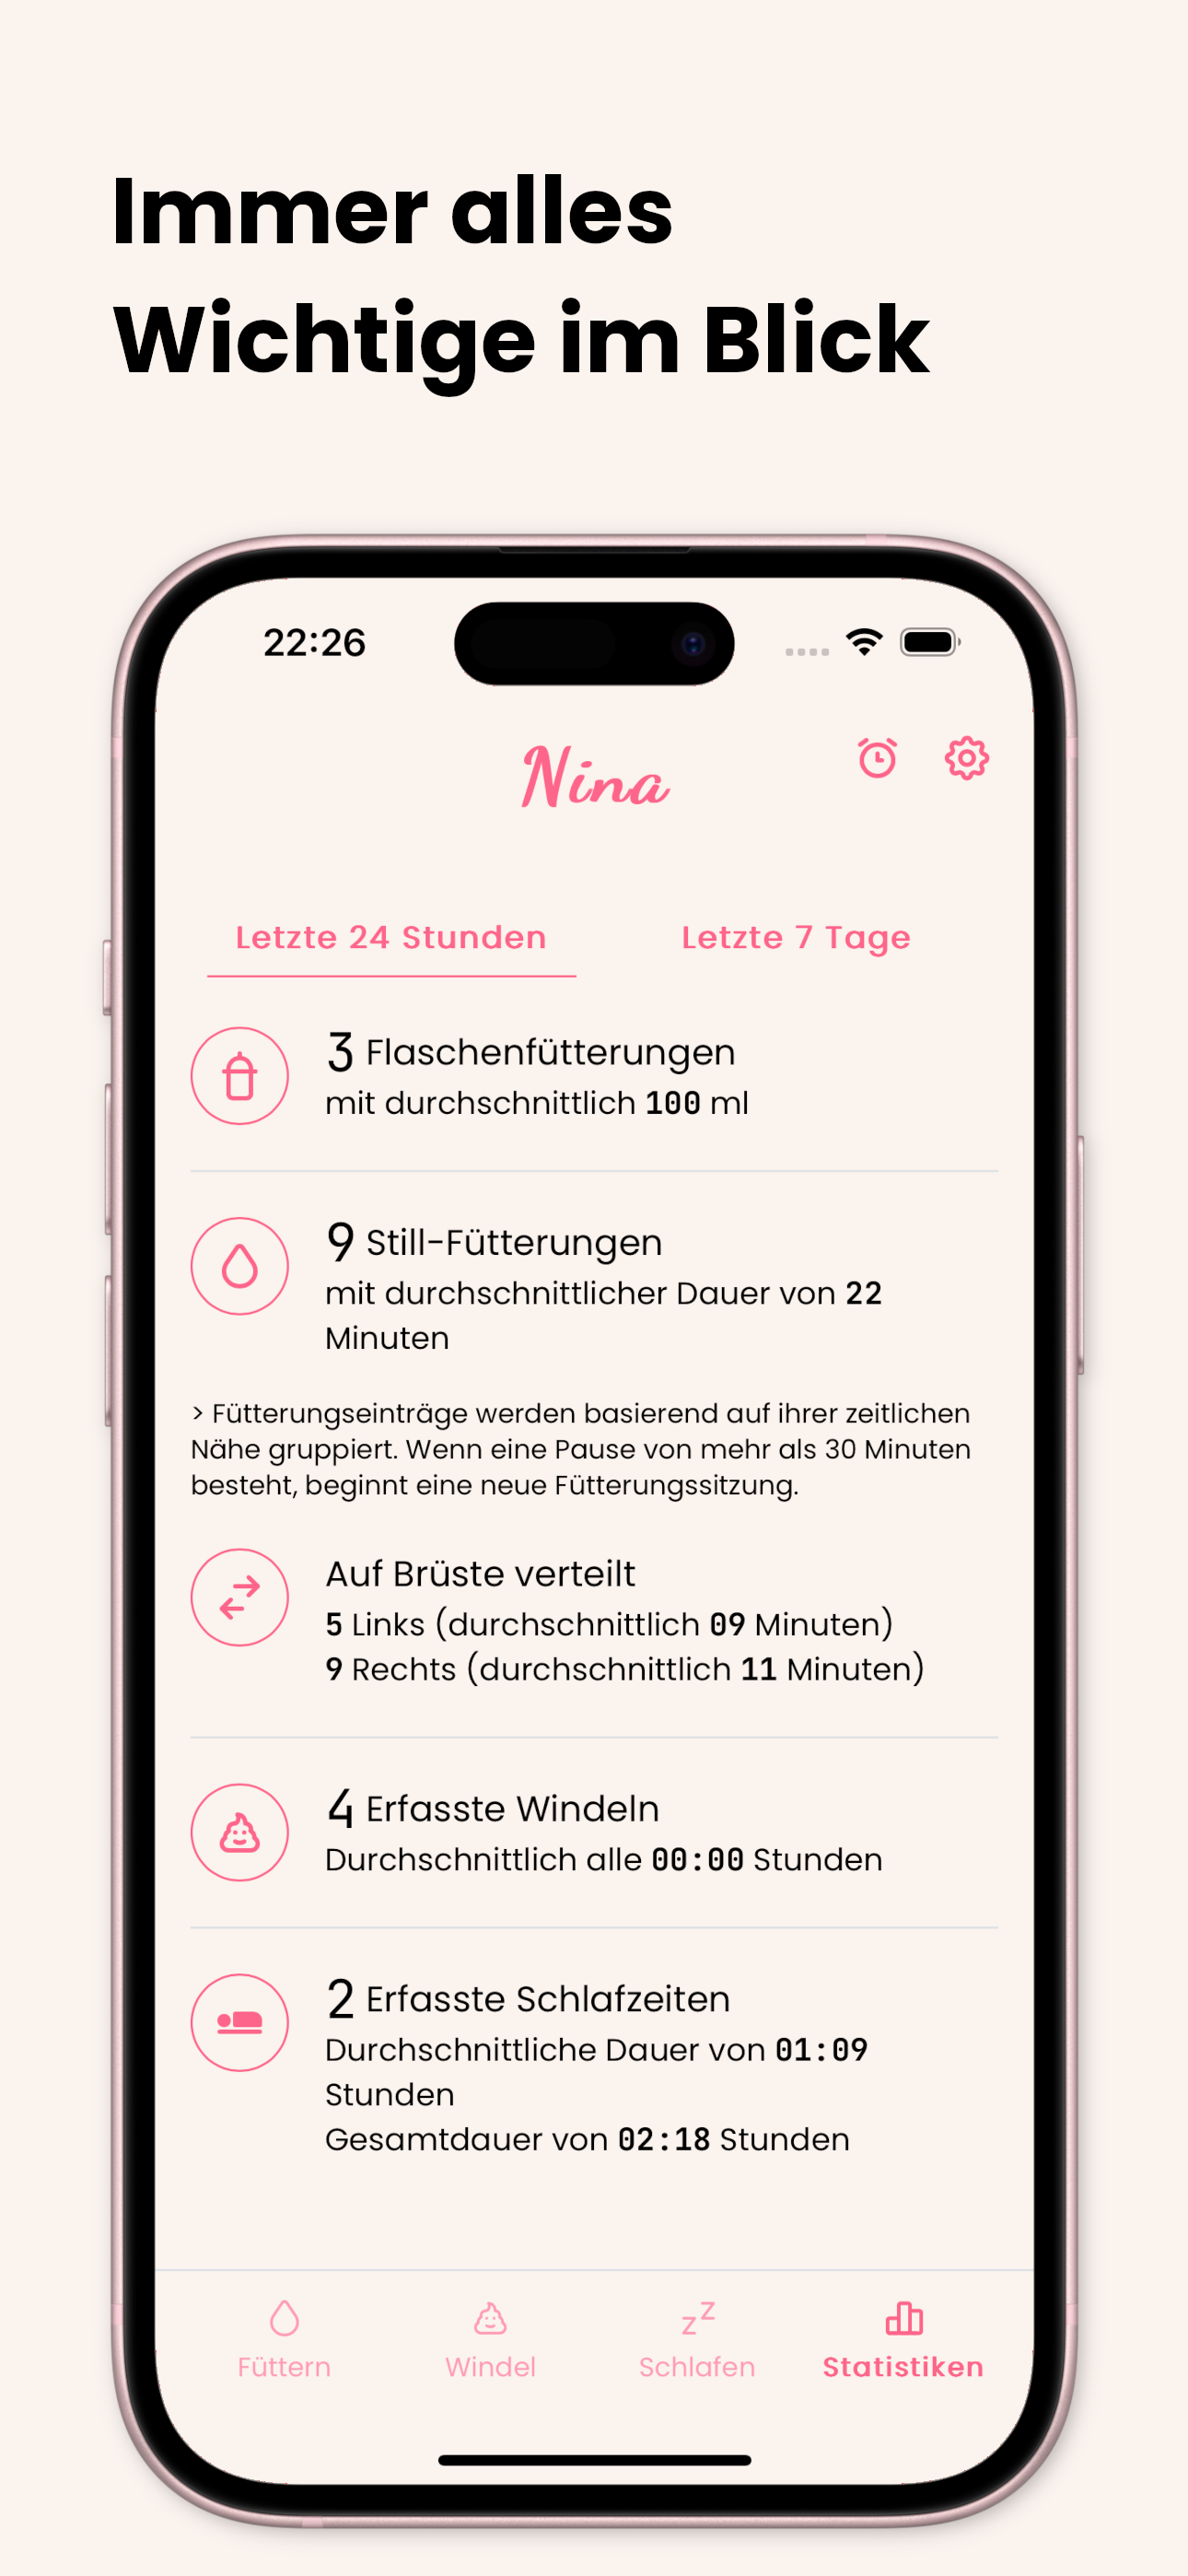 Immer alles
Wichtige im Blick
22:26
Nina
Letzte 24 Stunden
Letzte 7 Tage
3 Flaschenfütterungen
mit durchschnittlich 100 ml
9 Still-Fütterungen
mit durchschnittlicher Dauer von 22
Minuten
> Fütterungseinträge werden basierend auf ihrer zeitlichen
Nähe gruppiert. Wenn eine Pause von mehr als 30 Minuten
besteht, beginnt eine neue Fütterungssitzung.
Auf Brüste verteilt
5 Links (durchschnittlich 09 Minuten)
9 Rechts (durchschnittlich 11 Minuten)
4 Erfasste Windeln
Durchschnittlich alle 00:00 Stunden
2 Erfasste Schlafzeiten
Durchschnittliche Dauer von 01:09
Stunden
Gesamtdauer von 02:18 Stunden
Füttern
Windel
zz
Schlafen
Statistiken